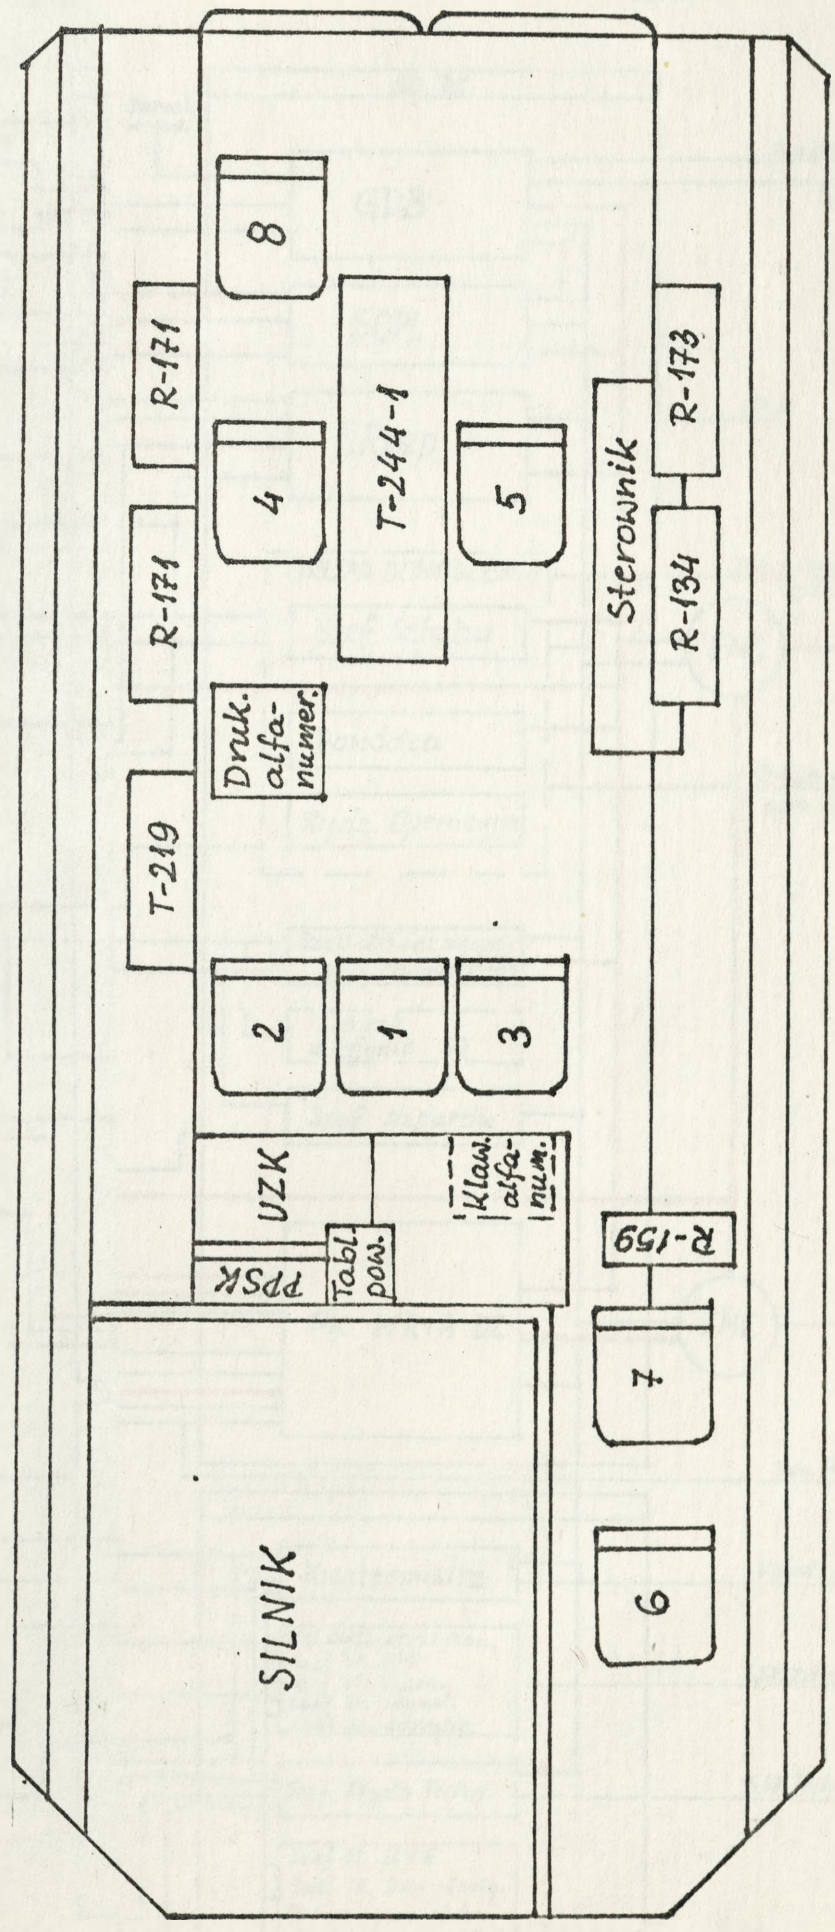 8
R-171
R-173
4
T-244-1
5
Sterownik
R-171
R-134
Druk.
alfa-
numer.
T-219
2
1
3
UZK
Klaw.
alfa-
num.
PPSK
Tabl.
pow.
R-159
7
SILNIK
6